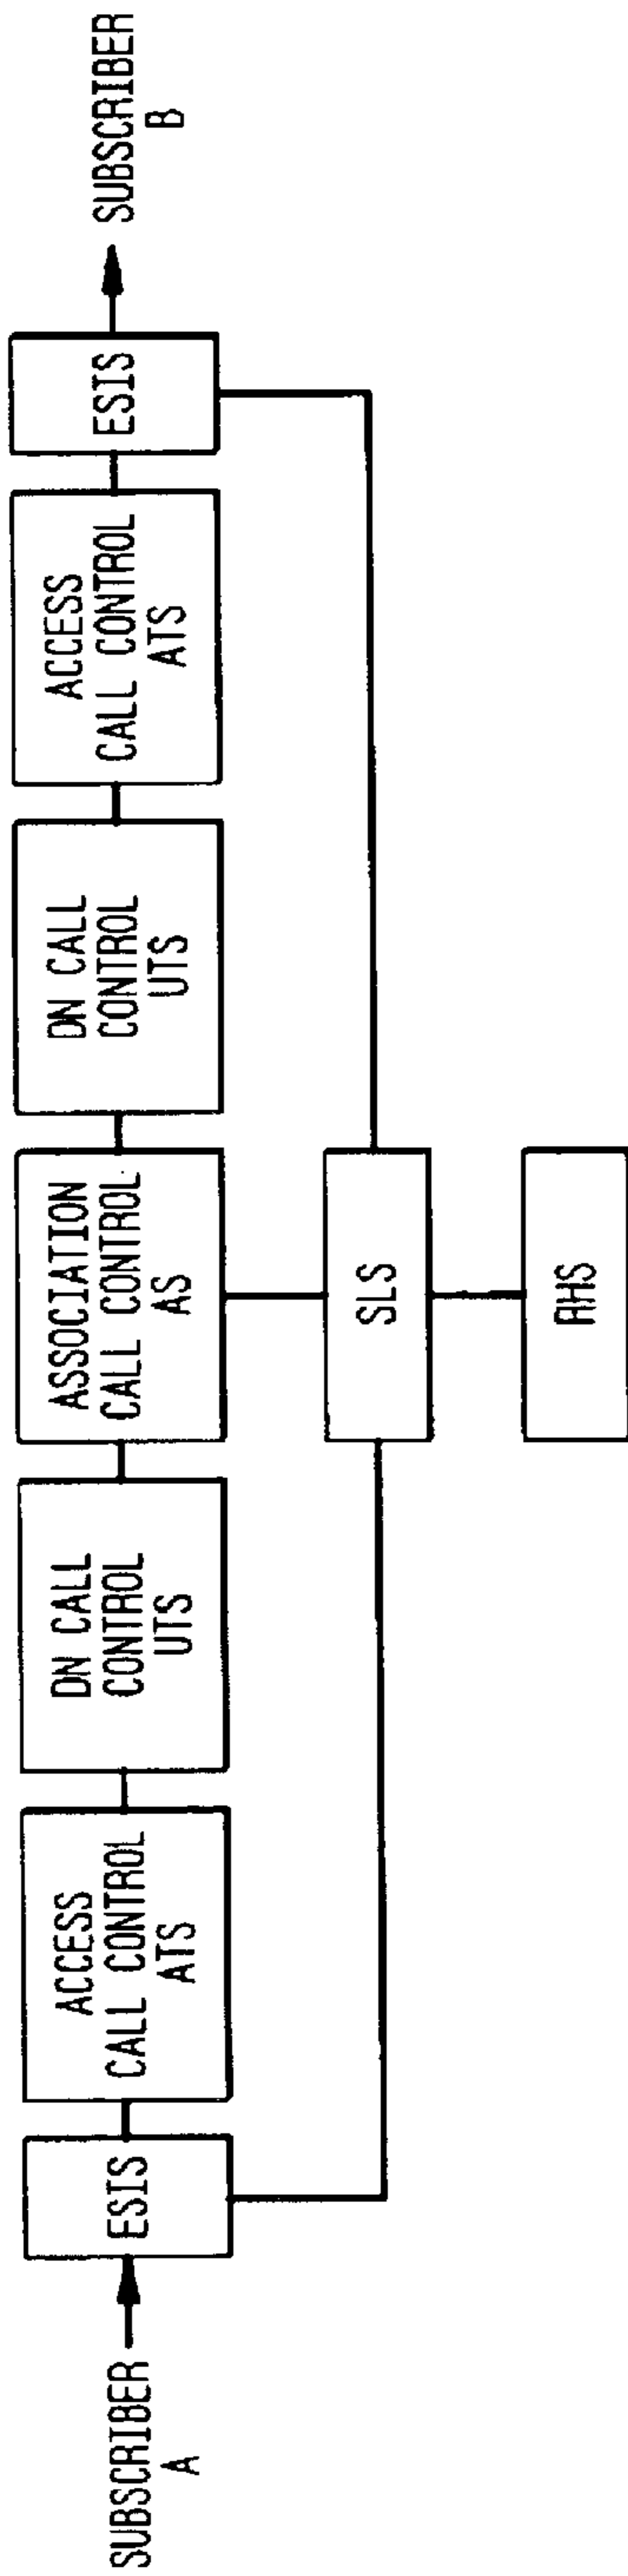 SUBSCRIBER
A
ESIS
ACCESS
CALL CONTROL
ATS
DN CALL
CONTROL
UTS
ASSOCIATION
CALL CONTROL
AS
DN CALL
CONTROL
UTS
ACCESS
CALL CONTROL
ATS
ESIS
SUBSCRIBER
B
SLS
RHS